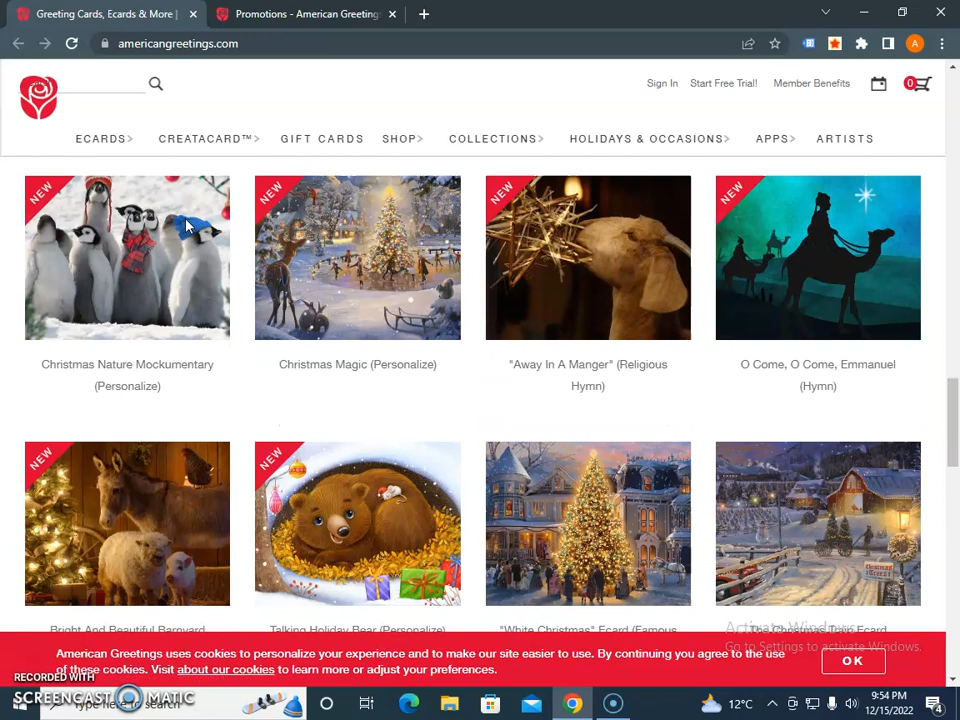 Greeting Cards, Ecards & More |
Promotions - American Greeting
americangreetings.com
A
Sign In
Start Free Trial!
Member Benefits
0
ECARDS>
CREATACARD™>
GIFT CARDS
SHOP>
COLLECTIONS>
HOLIDAYS & OCCASIONS>
APPS>
ARTISTS
NEW
NEW
NEW
NEW
Christmas Nature Mockumentary
(Personalize)
Christmas Magic (Personalize)
"Away In A Manger" (Religious
Hymn)
O Come, O Come, Emmanuel
(Hymn)
NEW
NEW
Christmas
Trees
Bright And Beautiful Barnyard
Talking Holiday Bear (Personalize)
"White Christmas" Ecard (Famous
Activate Windows
Go to Settings to activate Windows.
American Greetings uses cookies to personalize your experience and to make our site easier to use. By continuing you agree to the use
of these cookies. Visit about our cookies to learn more or adjust your preferences.
OK
RECORDED WITH
SCREENCAST MATIC
Type here to search
12°C
9:54 PM
12/15/2022
4